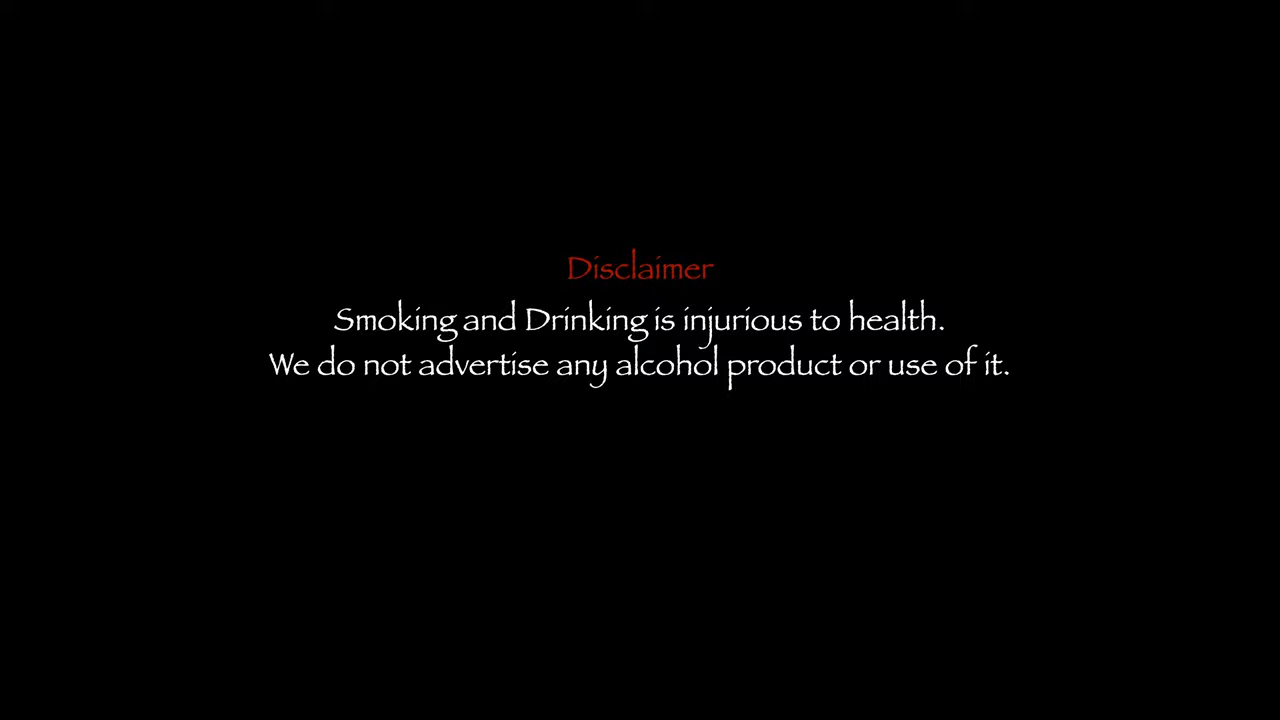 Disclaimer
Smoking and Drinking is injurious to health.
We do not advertise any alcohol product or use of it.